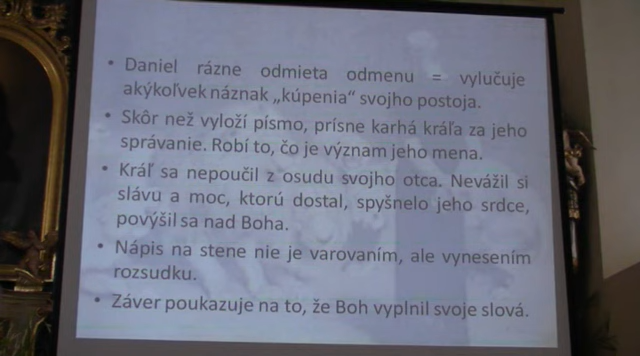 • Daniel rázne odmieta odmenu = vylučuje
akýkoľvek náznak „kúpenia“ svojho postoja.
• Skôr než vyloží písmo, prísne karhá kráľa za jeho
správanie. Robí to, čo je význam jeho mena.
• Kráľ sa nepoučil z osudu svojho otca. Nevážil si
slávu a moc, ktorú dostal, spyšnelo jeho srdce,
povýšil sa nad Boha.
• Nápis na stene nie je varovaním, ale vynesením
rozsudku.
• Záver poukazuje na to, že Boh vyplnil svoje slová.